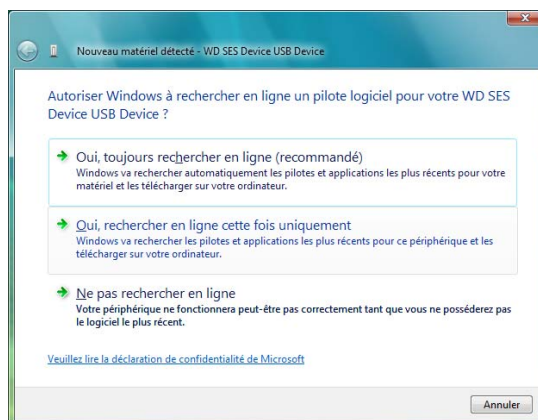 Nouveau matériel détecté - WD SES Device USB Device
Autoriser Windows à rechercher en ligne un pilote logiciel pour votre WD SES
Device USB Device ?
Oui, toujours rechercher en ligne (recommandé)
Windows va rechercher automatiquement les pilotes et applications les plus récents pour votre
matériel et les télécharger sur votre ordinateur.
Oui, rechercher en ligne cette fois uniquement
Windows va rechercher les pilotes et applications les plus récents pour ce périphérique et les
télécharger sur votre ordinateur.
Ne pas rechercher en ligne
Votre périphérique ne fonctionnera peut-être pas correctement tant que vous ne posséderez pas
le logiciel le plus récent.
Veuillez lire la déclaration de confidentialité de Microsoft
Annuler